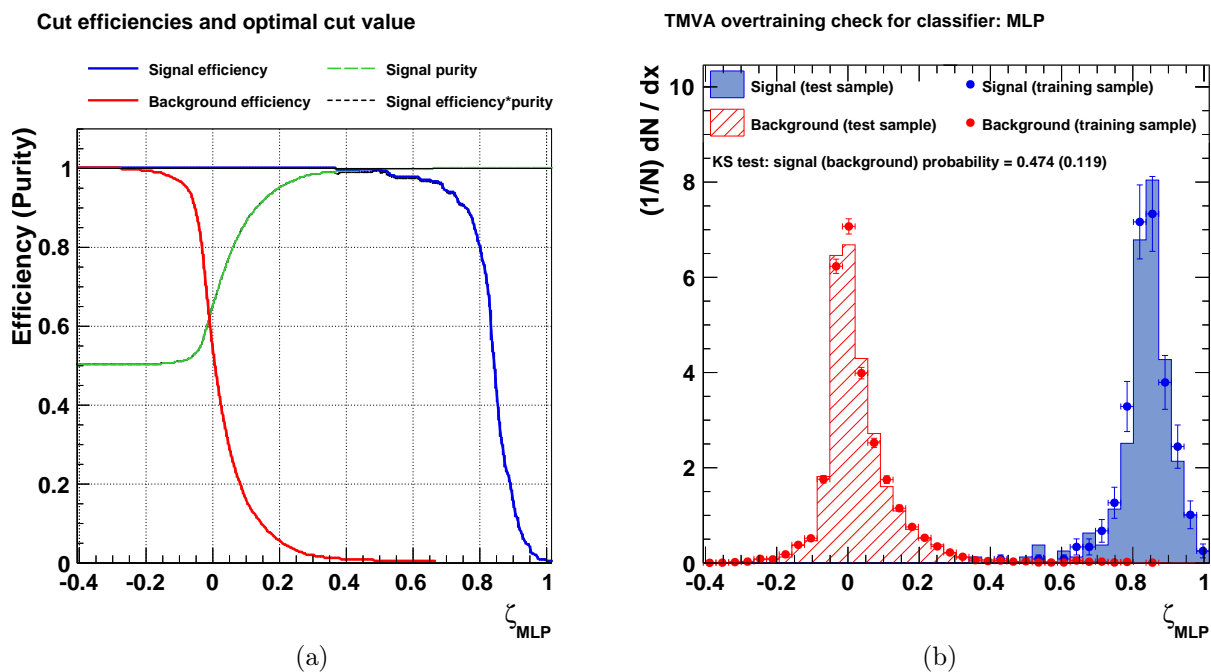 Cut efficiencies and optimal cut value
Signal efficiency
Signal purity
Background efficiency
Signal efficiency*purity
Efficiency (Purity)
1
0.8
0.6
0.4
0.2
0
-0.4 -0.2 0 0.2 0.4 0.6 0.8 1
ζMLP
(a)
TMVA overtraining check for classifier: MLP
Signal (test sample)
Signal (training sample)
Background (test sample)
Background (training sample)
KS test: signal (background) probability = 0.474 (0.119)
(1/N) dN / dx
10
8
6
4
2
0
-0.4 -0.2 0 0.2 0.4 0.6 0.8 1
ζMLP
(b)